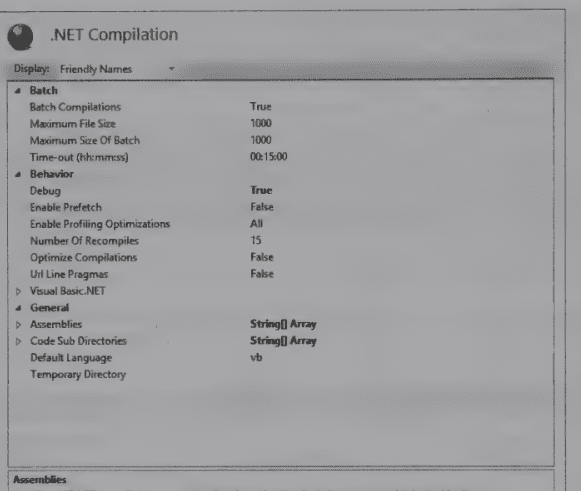 .NET Compilation
Display: Friendly Names
Batch
Batch Compilations True
Maximum File Size 1000
Maximum Size Of Batch 1000
Time-out (hh:mm:ss) 00:15:00
Behavior
Debug True
Enable Prefetch False
Enable Profiling Optimizations All
Number Of Recompiles 15
Optimize Compilations False
Url Line Pragmas False
Visual Basic.NET
General
Assemblies String[] Array
Code Sub Directories String[] Array
Default Language vb
Temporary Directory
Assemblies